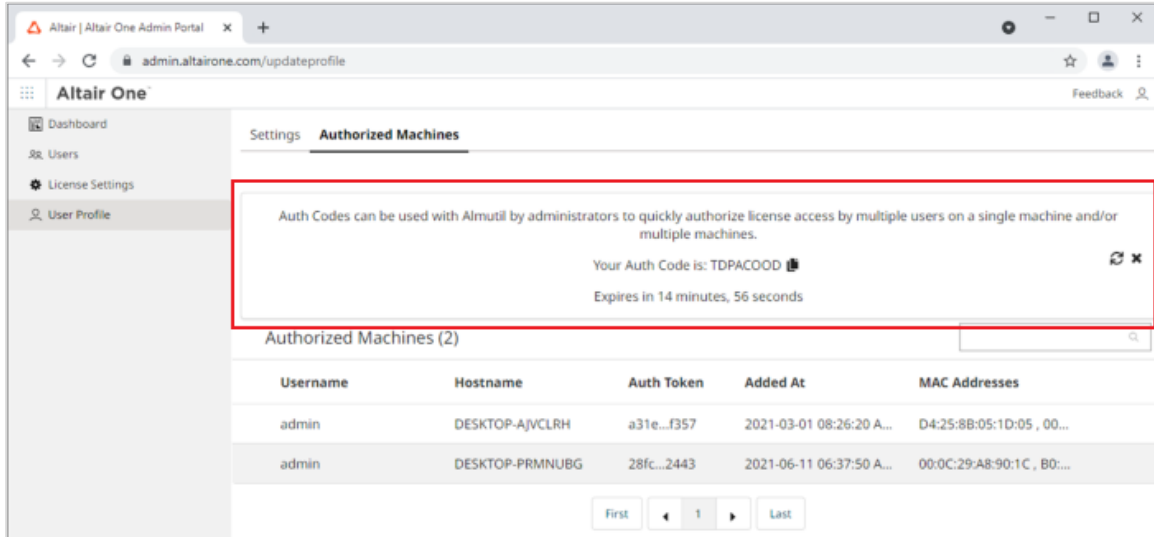 Altair | Altair One Admin Portal
admin.altairone.com/updateprofile
Altair One™
Feedback
Dashboard
Users
License Settings
User Profile
Settings Authorized Machines
Auth Codes can be used with Almutil by administrators to quickly authorize license access by multiple users on a single machine and/or
multiple machines.
Your Auth Code is: TDPACOOD
Expires in 14 minutes, 56 seconds
Authorized Machines (2)
Username Hostname Auth Token Added At MAC Addresses
admin DESKTOP-AJVCLRH a31e...f357 2021-03-01 08:26:20 A... D4:25:8B:05:1D:05 , 00...
admin DESKTOP-PRMNUBG 28fc...2443 2021-06-11 06:37:50 A... 00:0C:29:A8:90:1C , B0:...
First 1 Last